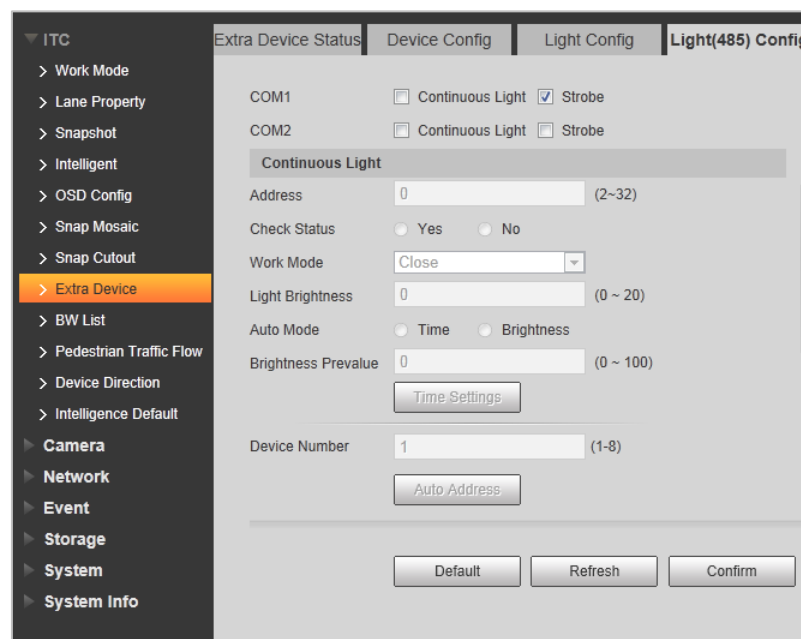 ITC
Work Mode
Lane Property
Snapshot
Intelligent
OSD Config
Snap Mosaic
Snap Cutout
Extra Device
BW List
Pedestrian Traffic Flow
Device Direction
Intelligence Default
Camera
Network
Event
Storage
System
System Info
Extra Device Status Device Config Light Config Light(485) Config
COM1 Continuous Light Strobe
COM2 Continuous Light Strobe
Continuous Light
Address 0 (2~32)
Check Status Yes No
Work Mode Close
Light Brightness 0 (0 ~ 20)
Auto Mode Time Brightness
Brightness Prevalue 0 (0 ~ 100)
Time Settings
Device Number 1 (1-8)
Auto Address
Default Refresh Confirm